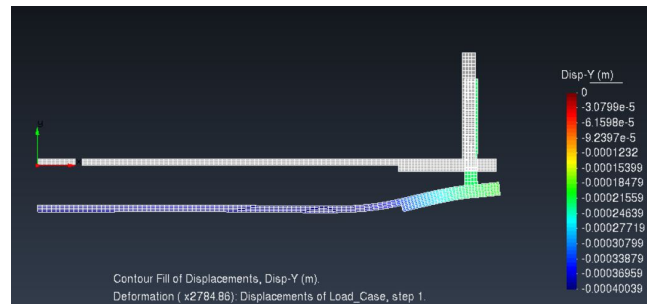 Disp-Y (m)
0
-3.0799e-5
-6.1598e-5
-9.2397e-5
-0.0001232
-0.00015399
-0.00018479
-0.00021559
-0.00024639
-0.00027719
-0.00030799
-0.00033879
-0.00036959
-0.00040039
Contour Fill of Displacements, Disp-Y (m).
Deformation ( x2784.86): Displacements of Load_Case, step 1.